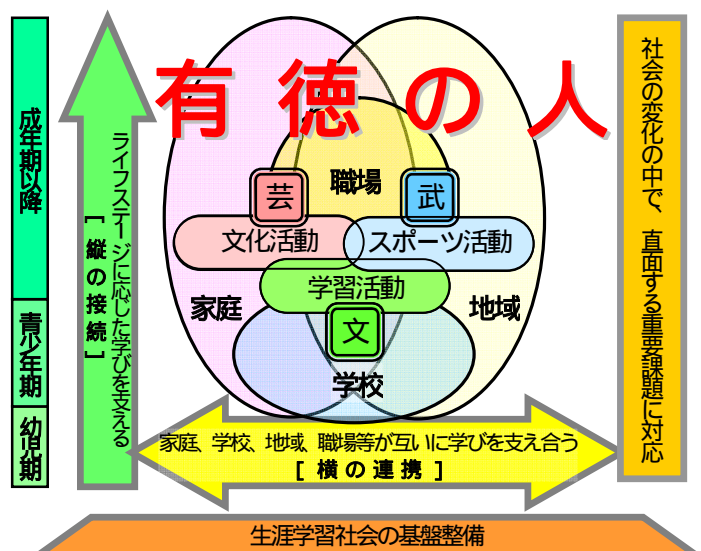 有徳の人
成年期以降
青少年期
幼児期
ライフステージに応じた学びを支える
[ 縦の接続 ]
職場
芸
武
文化活動
スポーツ活動
学習活動
家庭
地域
文
学校
社会の変化の中で、直面する重要課題に対応
家庭、学校、地域、職場等が互いに学びを支え合う
[ 横の連携 ]
生涯学習社会の基盤整備